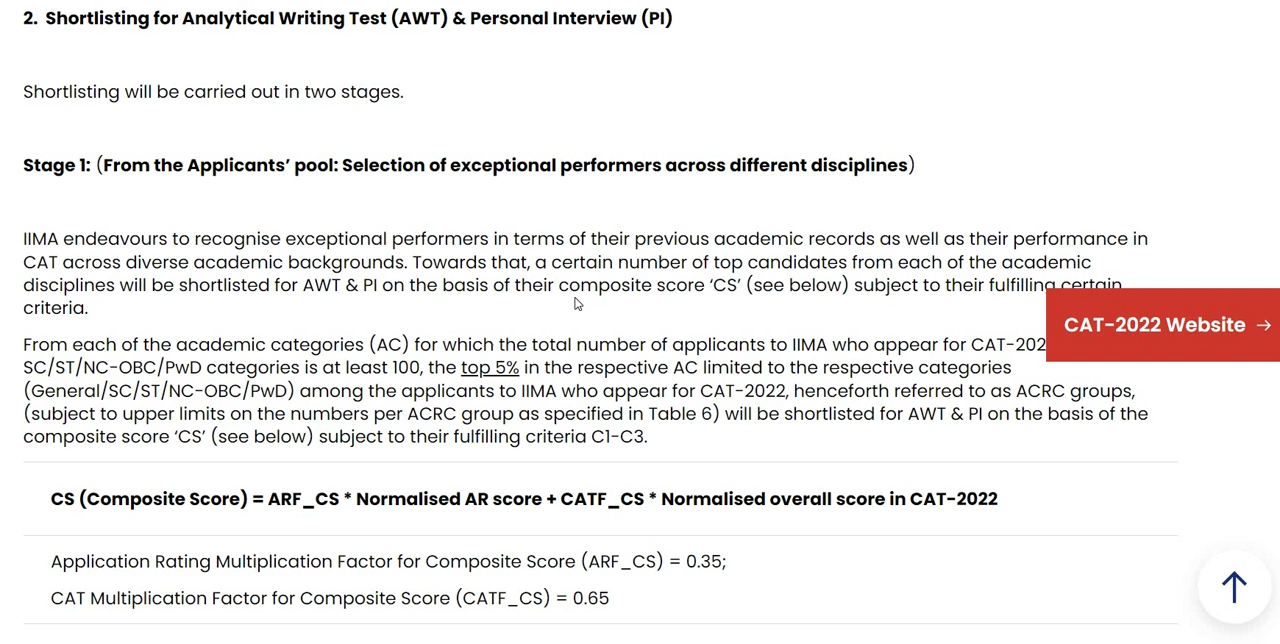 2. Shortlisting for Analytical Writing Test (AWT) & Personal Interview (PI)
Shortlisting will be carried out in two stages.
Stage 1: (From the Applicants’ pool: Selection of exceptional performers across different disciplines)
IIMA endeavours to recognise exceptional performers in terms of their previous academic records as well as their performance in
CAT across diverse academic backgrounds. Towards that, a certain number of top candidates from each of the academic
disciplines will be shortlisted for AWT & PI on the basis of their composite score ‘CS’ (see below) subject to their fulfilling certain
criteria.
CAT-2022 Website →
From each of the academic categories (AC) for which the total number of applicants to IIMA who appear for CAT-202
SC/ST/NC-OBC/PwD categories is at least 100, the top 5% in the respective AC limited to the respective categories
(General/SC/ST/NC-OBC/PwD) among the applicants to IIMA who appear for CAT-2022, henceforth referred to as ACRC groups,
(subject to upper limits on the numbers per ACRC group as specified in Table 6) will be shortlisted for AWT & PI on the basis of the
composite score ‘CS’ (see below) subject to their fulfilling criteria C1-C3.
CS (Composite Score) = ARF_CS * Normalised AR score + CATF_CS * Normalised overall score in CAT-2022
Application Rating Multiplication Factor for Composite Score (ARF_CS) = 0.35;
CAT Multiplication Factor for Composite Score (CATF_CS) = 0.65